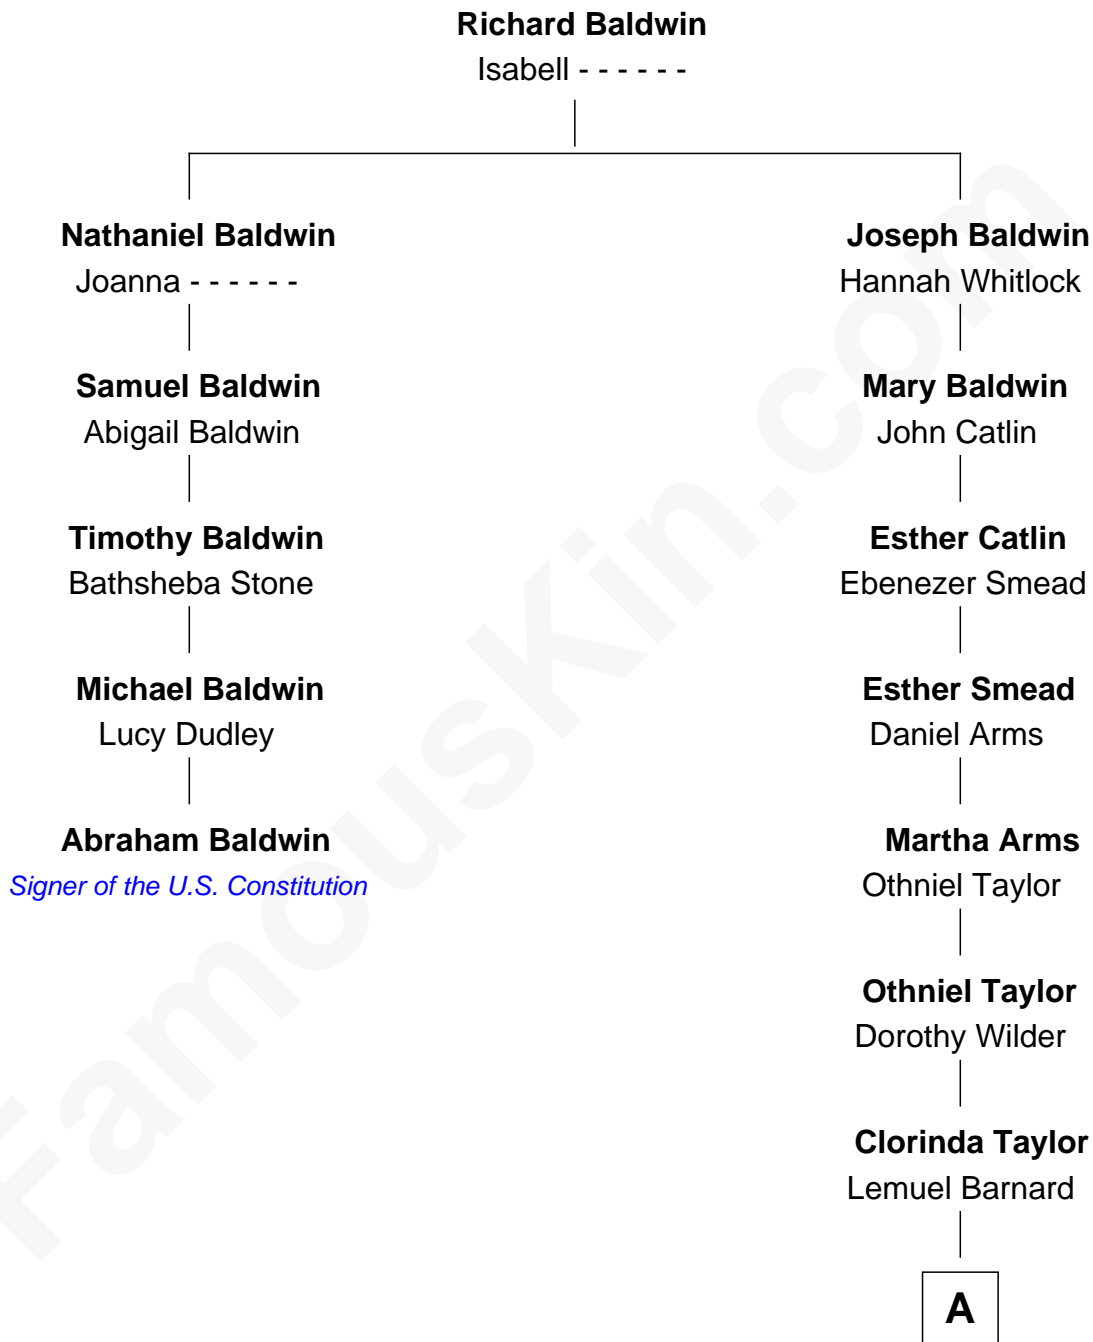 Richard Baldwin
Isabell - - - - - -
Nathaniel Baldwin
Joanna - - - - - -
Samuel Baldwin
Abigail Baldwin
Timothy Baldwin
Bathsheba Stone
Michael Baldwin
Lucy Dudley
Abraham Baldwin
Signer of the U.S. Constitution
Joseph Baldwin
Hannah Whitlock
Mary Baldwin
John Catlin
Esther Catlin
Ebenezer Smead
Esther Smead
Daniel Arms
Martha Arms
Othniel Taylor
Othniel Taylor
Dorothy Wilder
Clorinda Taylor
Lemuel Barnard
A
FamousKin.com